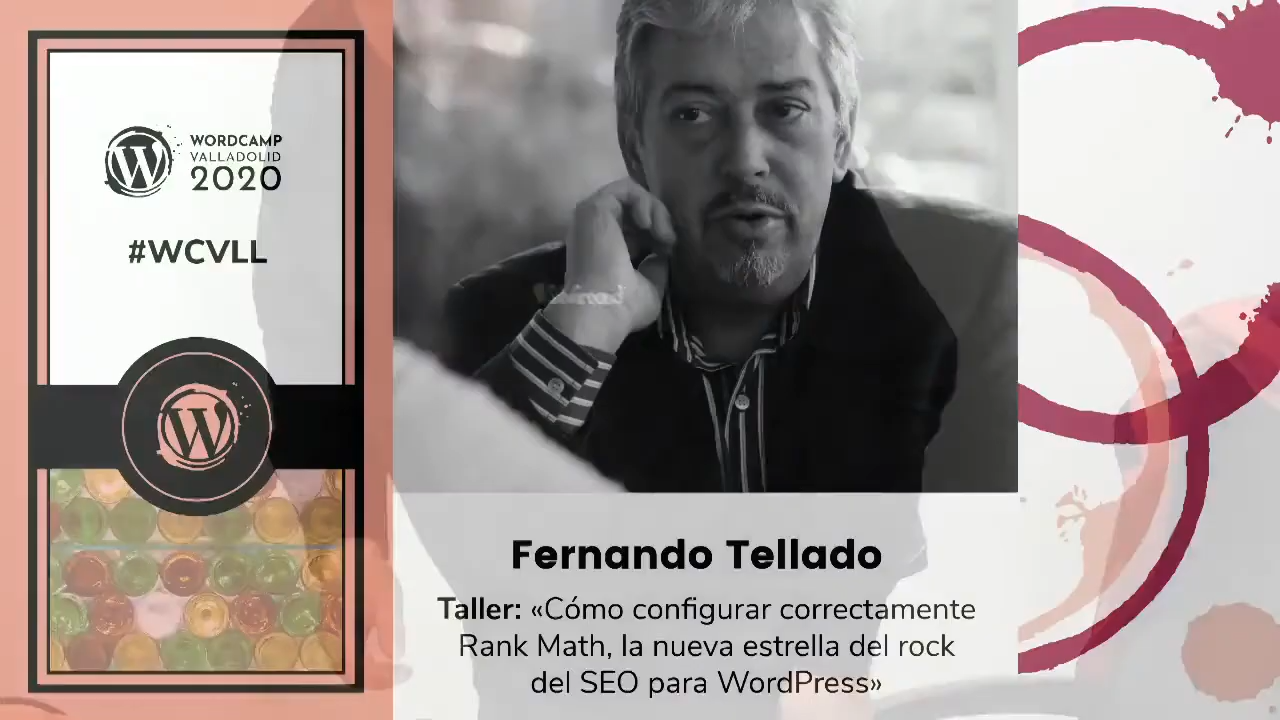 WORDCAMP
VALLADOLID
2020
#WCVLL
Fernando Tellado
Taller: «Cómo configurar correctamente
Rank Math, la nueva estrella del rock
del SEO para WordPress»